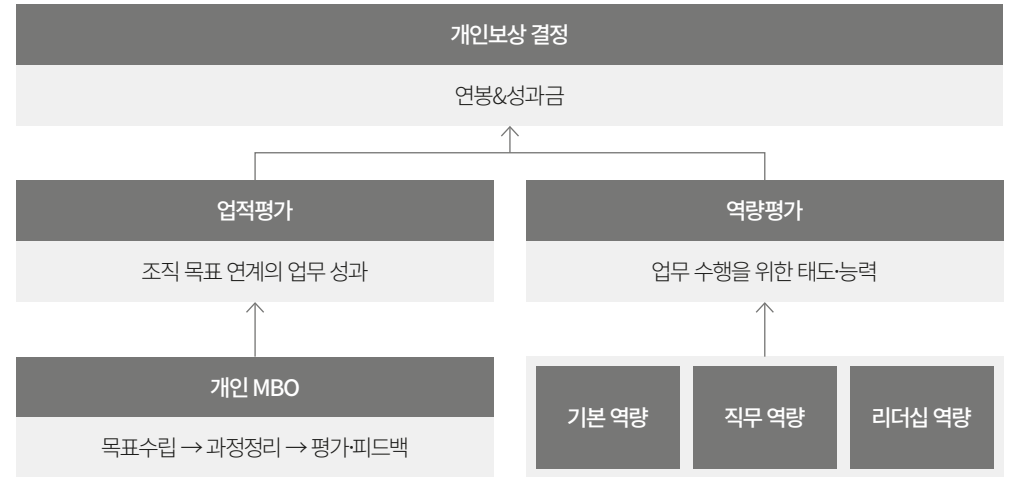 개인보상 결정
연봉&성과금
업적평가
조직 목표 연계의 업무 성과
역량평가
업무 수행을 위한 태도·능력
개인 MBO
목표수립 → 과정정리 → 평가·피드백
기본 역량
직무 역량
리더십 역량